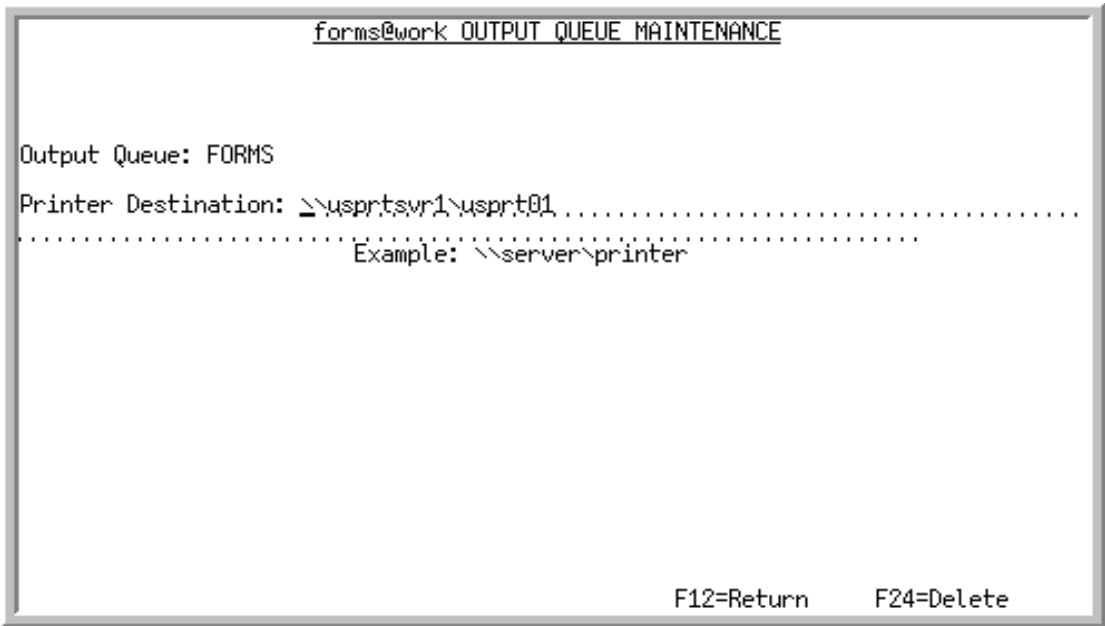 forms@work OUTPUT QUEUE MAINTENANCE
Output Queue: FORMS
Printer Destination: \\usprtsvr1\usprt01
Example: \\server\printer
F12=Return F24=Delete